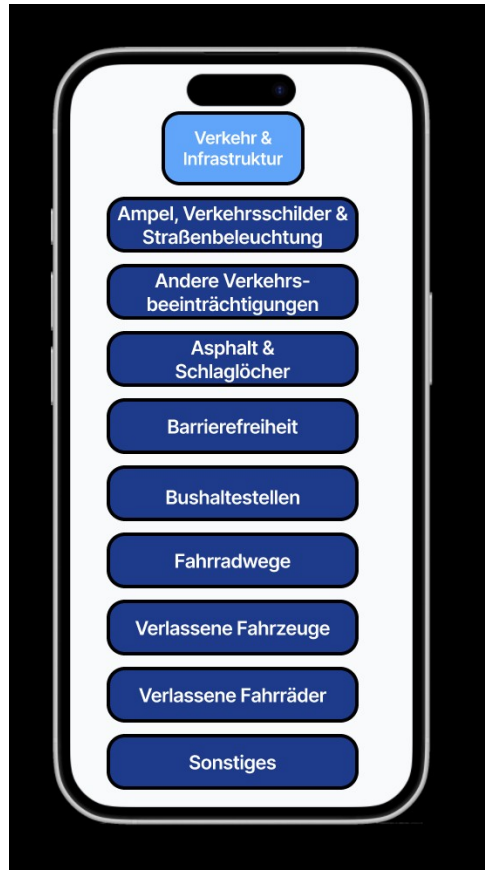 Verkehr &
Infrastruktur
Ampel, Verkehrsschilder &
Straßenbeleuchtung
Andere Verkehrs-
beeinträchtigungen
Asphalt &
Schlaglöcher
Barrierefreiheit
Bushaltestellen
Fahrradwege
Verlassene Fahrzeuge
Verlassene Fahrräder
Sonstiges